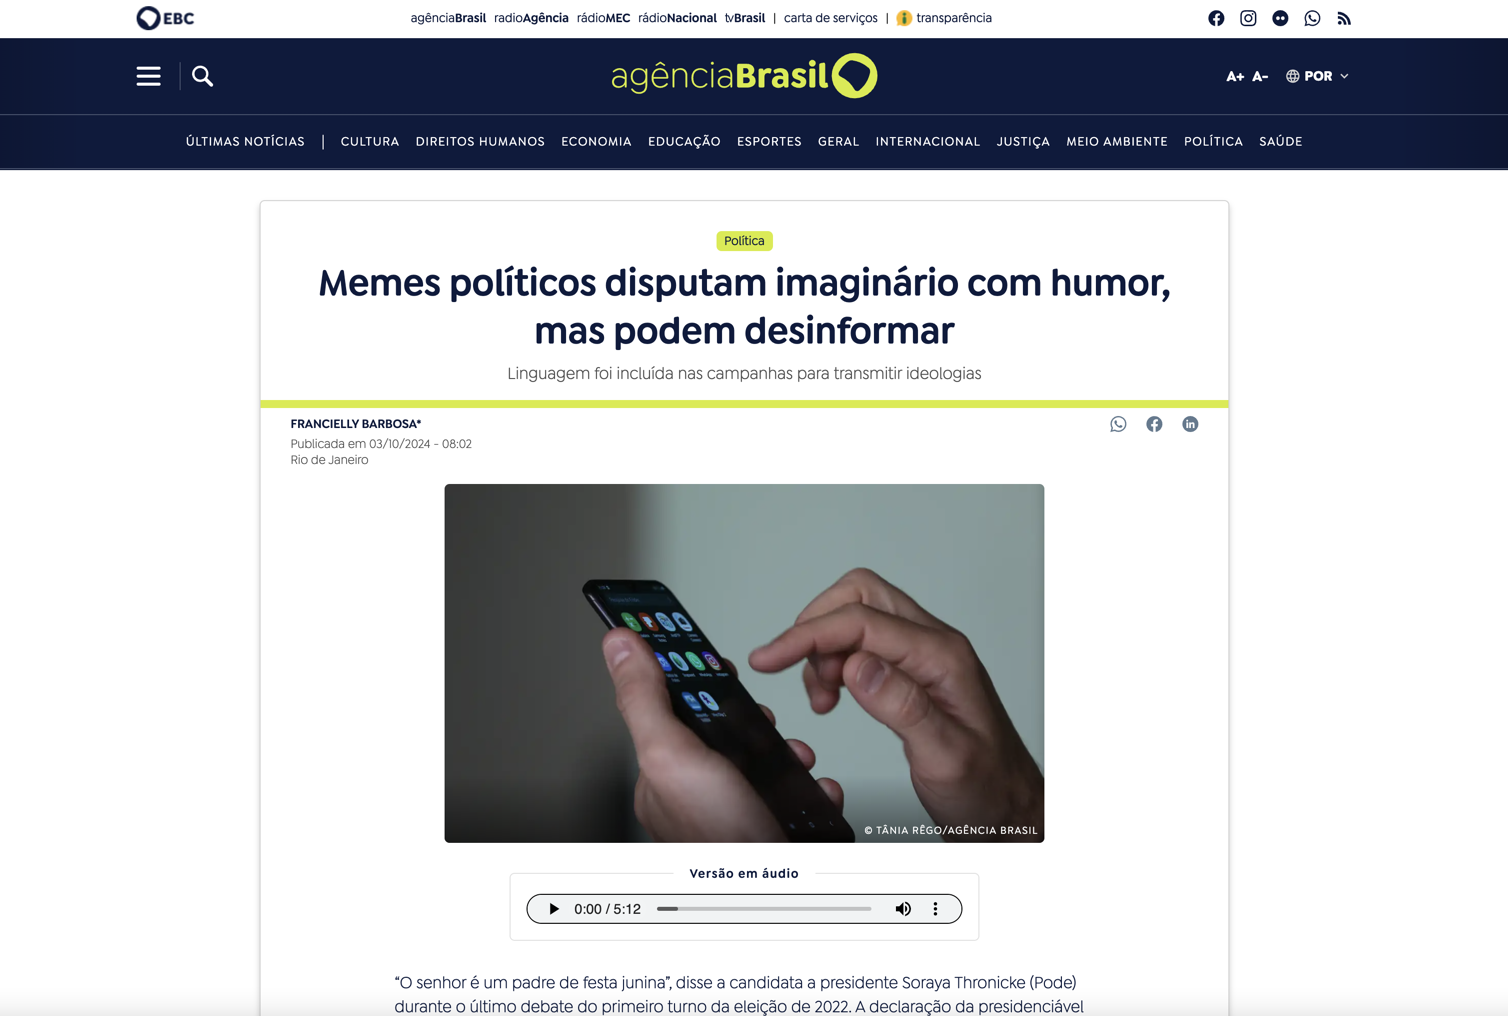 EBC
agênciaBrasil radioAgência rádioMEC rádioNacional tvBrasil | carta de serviços | transparência
agênciaBrasil
A+ A- POR
ÚLTIMAS NOTÍCIAS | CULTURA DIREITOS HUMANOS ECONOMIA EDUCAÇÃO ESPORTES GERAL INTERNACIONAL JUSTIÇA MEIO AMBIENTE POLÍTICA SAÚDE
Política
Memes políticos disputam imaginário com humor,
mas podem desinformar
Linguagem foi incluída nas campanhas para transmitir ideologias
FRANCIELLY BARBOSA*
Publicada em 03/10/2024 - 08:02
Rio de Janeiro
© TÂNIA RÊGO/AGÊNCIA BRASIL
Versão em áudio
0:00 / 5:12
“O senhor é um padre de festa junina”, disse a candidata a presidente Soraya Thronicke (Pode)
durante o último debate do primeiro turno da eleição de 2022. A declaração da presidenciável